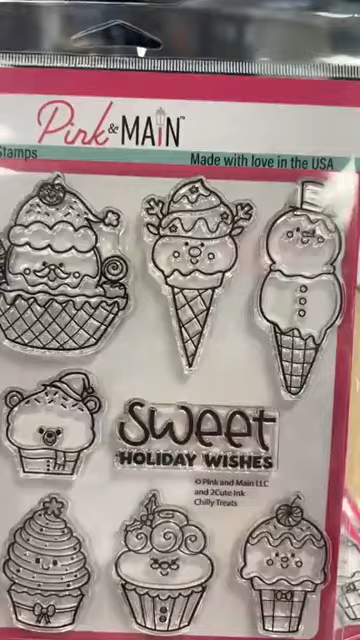 Pink & MAIN™
Stamps
Made with love in the USA
sweet
HOLIDAY WISHES
© Pink and Main LLC
and 2Cute Ink
Chilly Treats